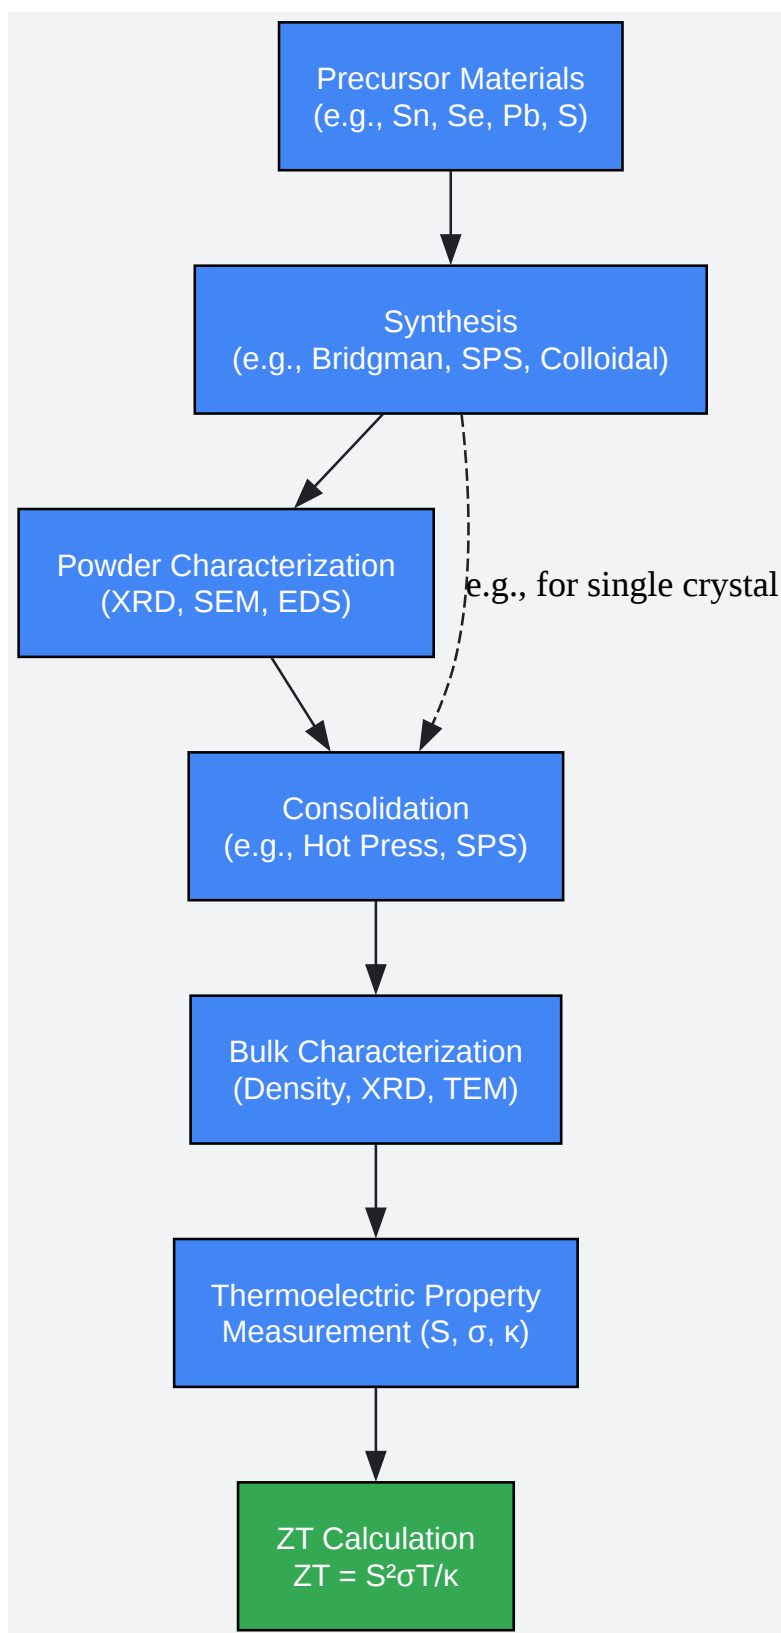 Precursor Materials
(e.g., Sn, Se, Pb, S)
Synthesis
(e.g., Bridgman, SPS, Colloidal)
Powder Characterization
(XRD, SEM, EDS)
e.g., for single crystal
Consolidation
(e.g., Hot Press, SPS)
Bulk Characterization
(Density, XRD, TEM)
Thermoelectric Property
Measurement (S, σ, κ)
ZT Calculation
ZT = S²σT/κ